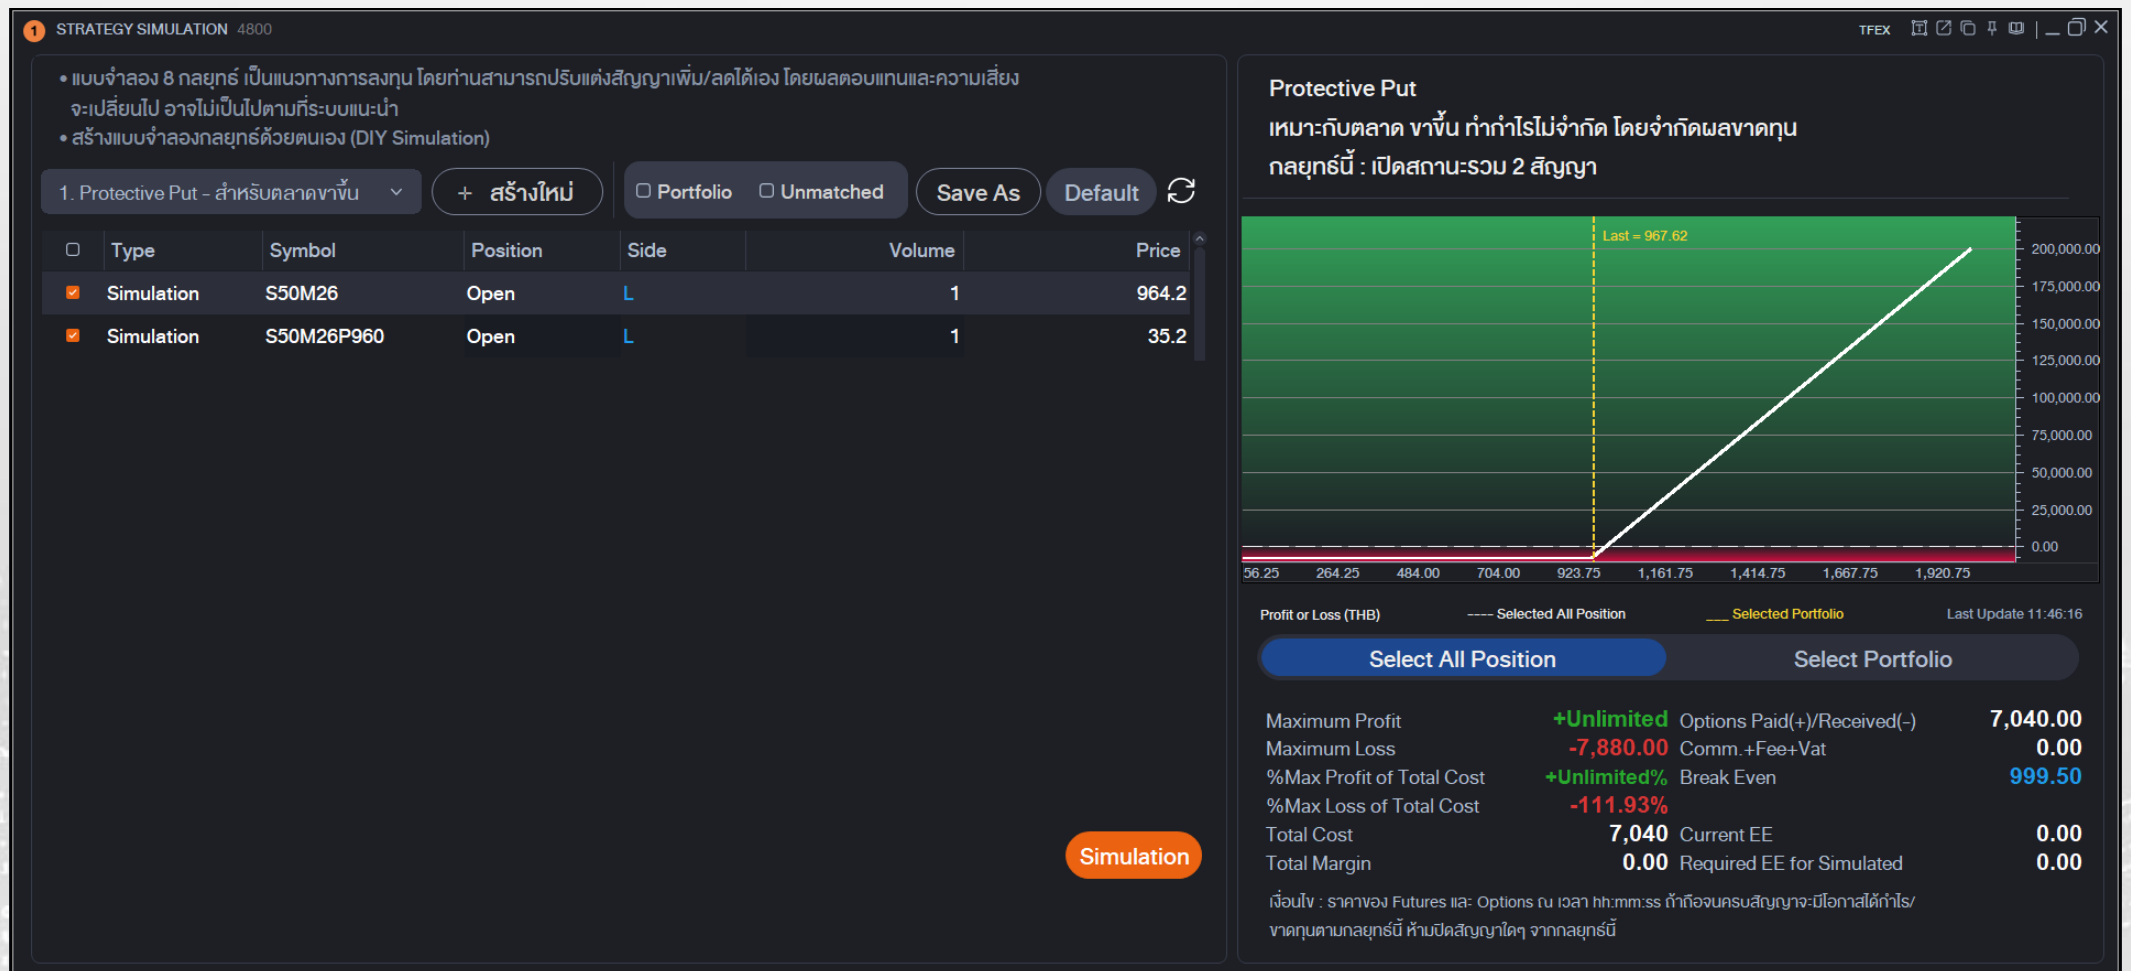 1 STRATEGY SIMULATION 4800
TFEX
• แบบจำลอง 8 กลยุทธ์ เป็นแนวทางการลงทุน โดยท่านสามารถปรับแต่งสัญญาเพิ่ม/ลดได้เอง โดยผลตอบแทนและความเสี่ยง
จะเปลี่ยนไป อาจไม่เป็นไปตามที่ระบบแนะนำ
• สร้างแบบจำลองกลยุทธ์ด้วยตนเอง (DIY Simulation)
1. Protective Put - สำหรับตลาดขาขึ้น + สร้างใหม่ Portfolio Unmatched Save As Default
Type Symbol Position Side Volume Price
Simulation S50M26 Open L 1 964.2
Simulation S50M26P960 Open L 1 35.2
Simulation
Protective Put
เหมาะกับตลาด ขาขึ้น ทำกำไรไม่จำกัด โดยจำกัดผลขาดทุน
กลยุทธ์นี้ : เปิดสถานะรวม 2 สัญญา
Last = 967.62
200,000.00
175,000.00
150,000.00
125,000.00
100,000.00
75,000.00
50,000.00
25,000.00
0.00
56.25 264.25 484.00 704.00 923.75 1,161.75 1,414.75 1,667.75 1,920.75
Profit or Loss (THB) ---- Selected All Position ___ Selected Portfolio Last Update 11:46:16
Select All Position Select Portfolio
Maximum Profit +Unlimited Options Paid(+)/Received(-) 7,040.00
Maximum Loss -7,880.00 Comm.+Fee+Vat 0.00
%Max Profit of Total Cost +Unlimited% Break Even 999.50
%Max Loss of Total Cost -111.93%
Total Cost 7,040 Current EE 0.00
Total Margin 0.00 Required EE for Simulated 0.00
เงื่อนไข : ราคาของ Futures และ Options ณ เวลา hh:mm:ss ถ้าถือจนครบสัญญาจะมีโอกาสได้กำไร/
ขาดทุนตามกลยุทธ์นี้ ห้ามปิดสัญญาใดๆ จากกลยุทธ์นี้